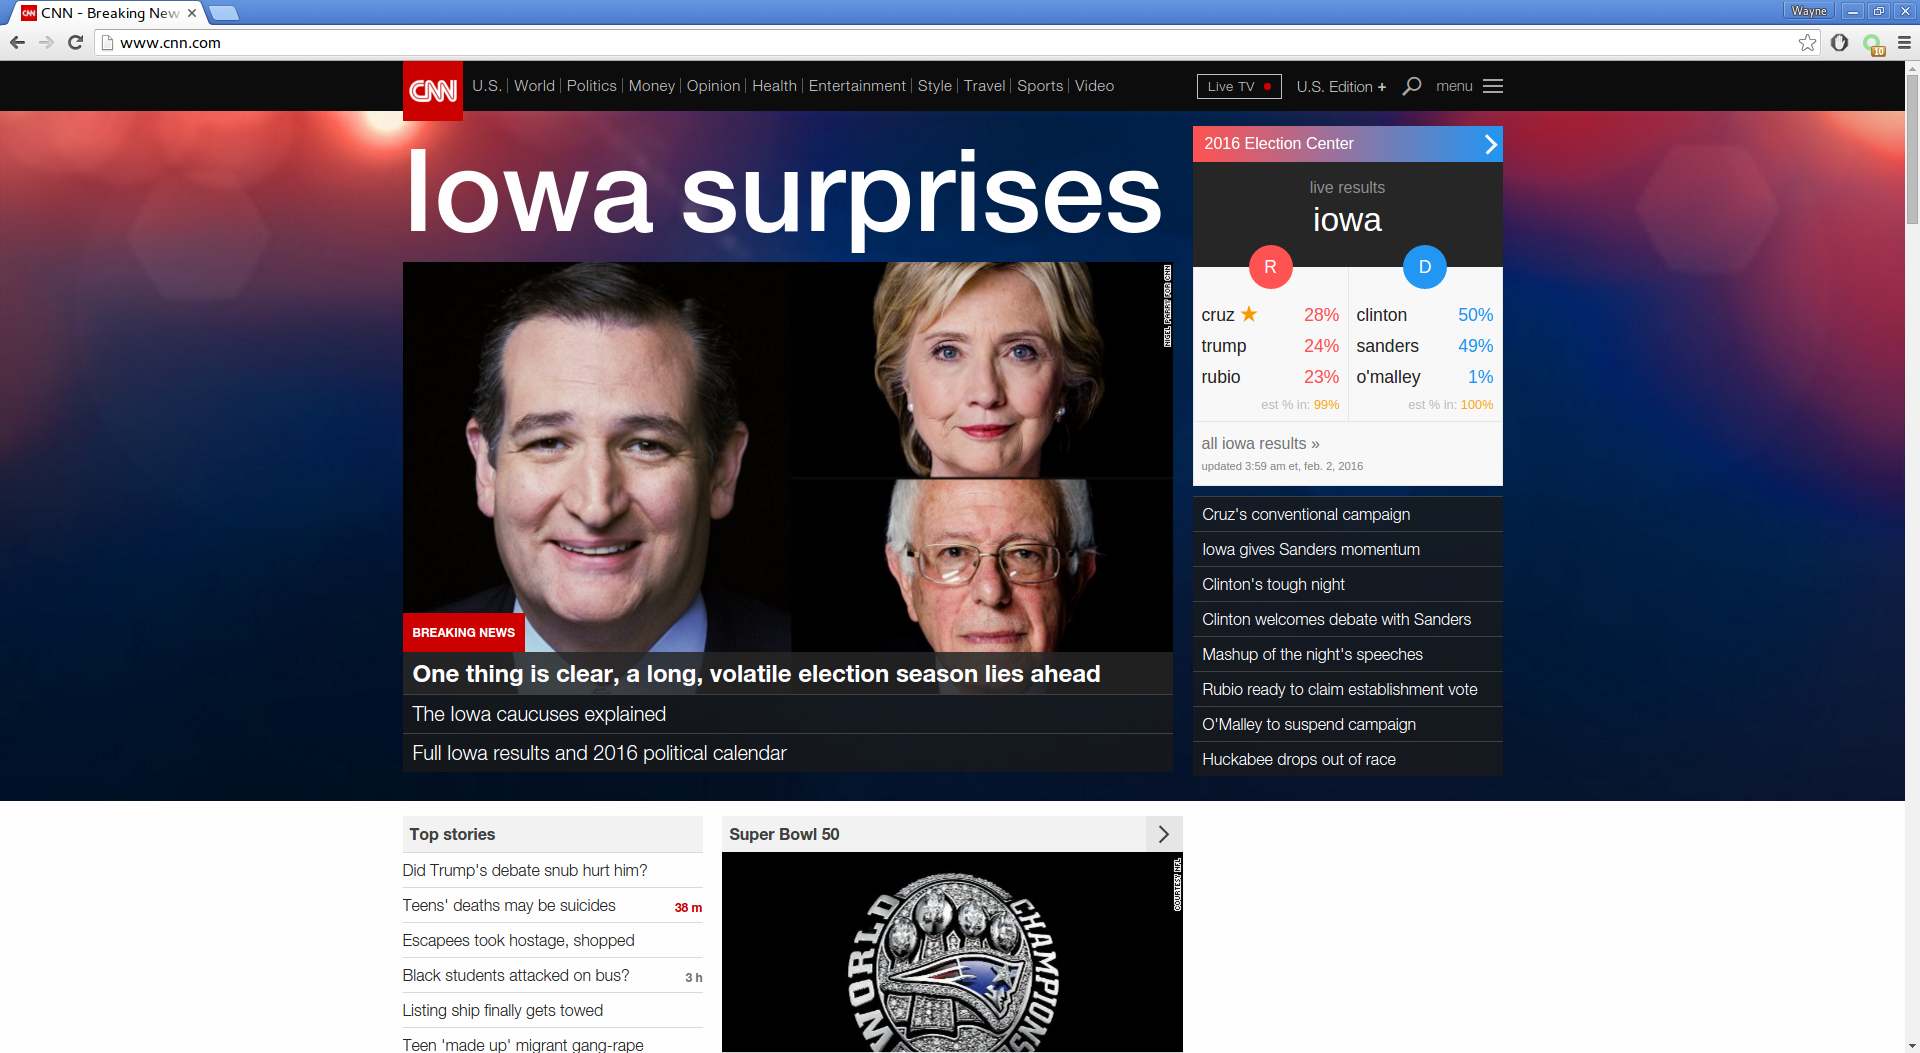 CNN - Breaking New
Wayne
www.cnn.com
10
CNN
U.S. World Politics Money Opinion Health Entertainment Style Travel Sports Video
Live TV
U.S. Edition +
menu
Iowa surprises
NIGEL PARRY FOR CNN
BREAKING NEWS
One thing is clear, a long, volatile election season lies ahead
The Iowa caucuses explained
Full Iowa results and 2016 political calendar
2016 Election Center
live results
iowa
R D
cruz 28% clinton 50%
trump 24% sanders 49%
rubio 23% o'malley 1%
est % in: 99% est % in: 100%
all iowa results »
updated 3:59 am et, feb. 2, 2016
Cruz's conventional campaign
Iowa gives Sanders momentum
Clinton's tough night
Clinton welcomes debate with Sanders
Mashup of the night's speeches
Rubio ready to claim establishment vote
O'Malley to suspend campaign
Huckabee drops out of race
Top stories
Did Trump's debate snub hurt him?
Teens' deaths may be suicides 38 m
Escapees took hostage, shopped
Black students attacked on bus? 3 h
Listing ship finally gets towed
Teen 'made up' migrant gang-rape
Super Bowl 50
COURTESY NFL
WORLD
CHAMPIONS